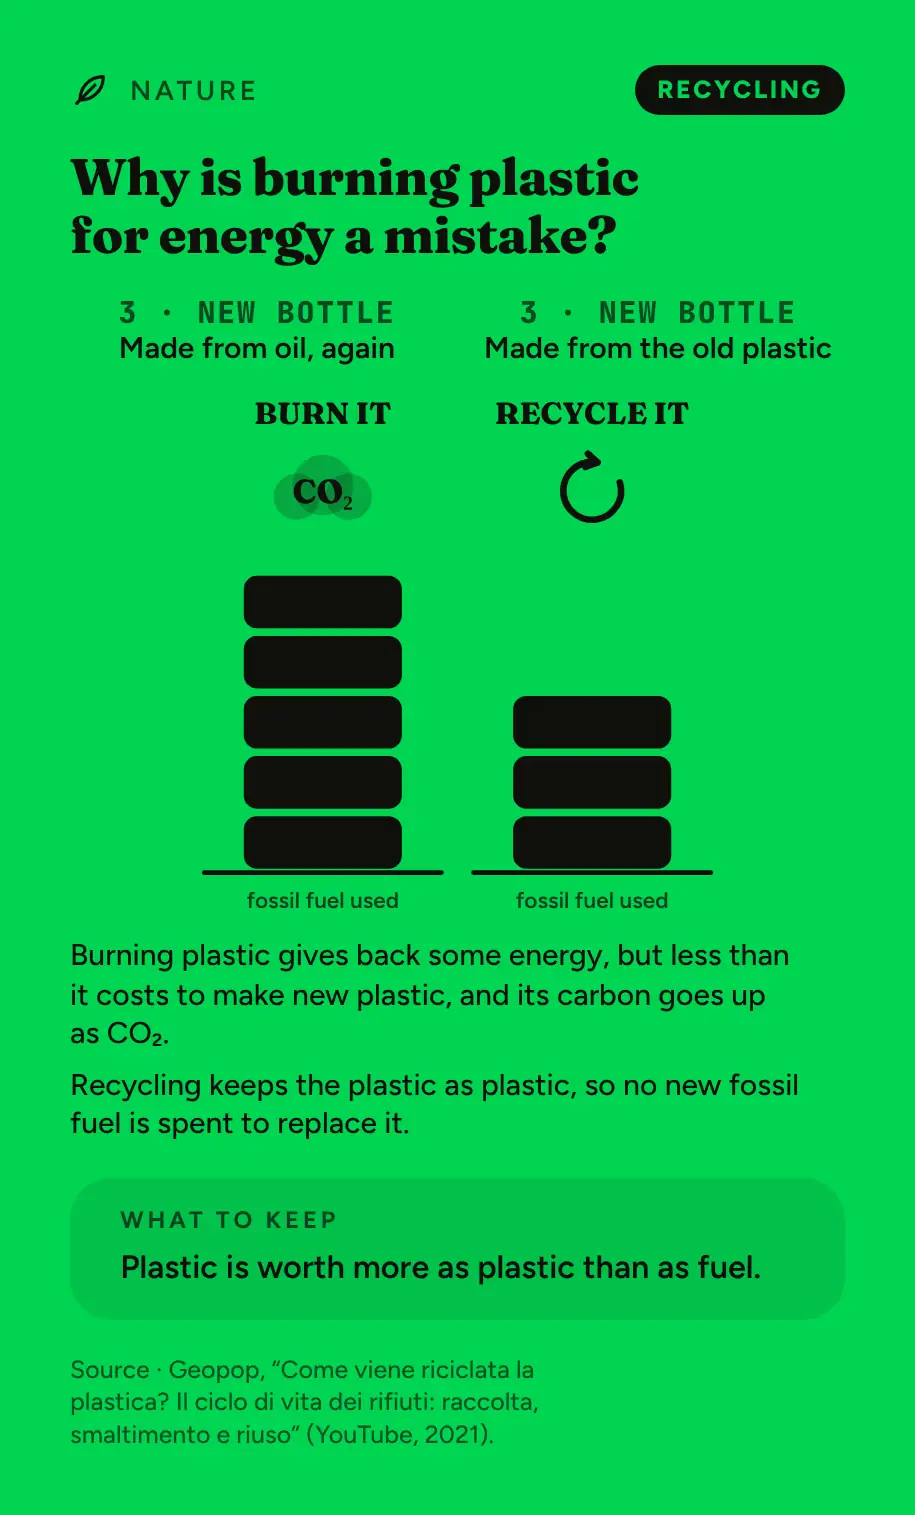 NATURE
RECYCLING
Why is burning plastic
for energy a mistake?
3 · NEW BOTTLE
Made from oil, again
3 · NEW BOTTLE
Made from the old plastic
BURN IT
RECYCLE IT
CO₂
fossil fuel used
fossil fuel used
Burning plastic gives back some energy, but less than
it costs to make new plastic, and its carbon goes up
as CO₂.
Recycling keeps the plastic as plastic, so no new fossil
fuel is spent to replace it.
WHAT TO KEEP
Plastic is worth more as plastic than as fuel.
Source · Geopop, “Come viene riciclata la
plastica? Il ciclo di vita dei rifiuti: raccolta,
smaltimento e riuso” (YouTube, 2021).